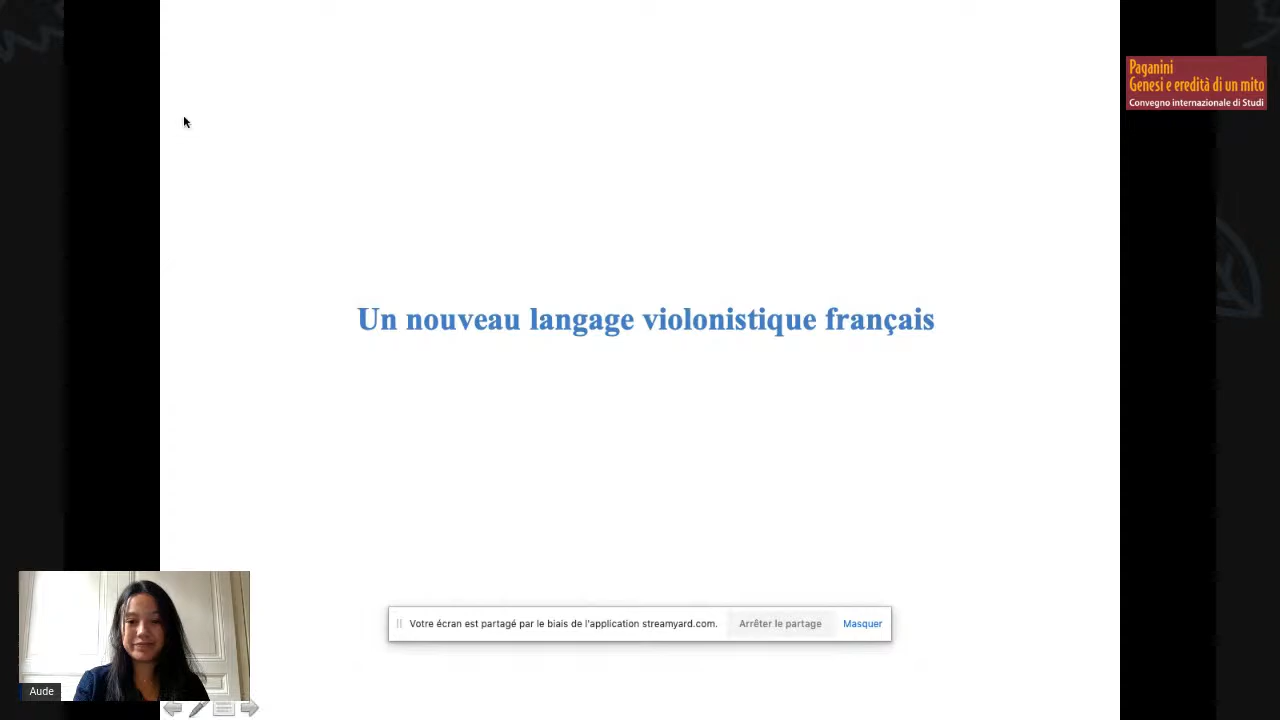 Paganini
Genesi e eredità di un mito
Convegno internazionale di Studi
Un nouveau langage violonistique français
Votre écran est partagé par le biais de l'application streamyard.com. Arrêter le partage Masquer
Aude